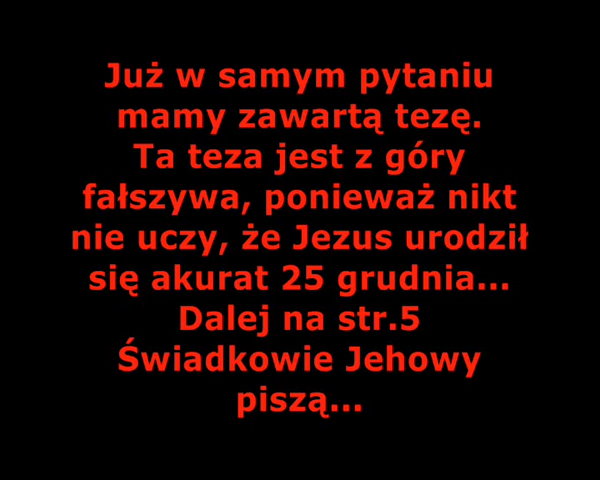 Już w samym pytaniu
mamy zawartą tezę.
Ta teza jest z góry
fałszywa, ponieważ nikt
nie uczy, że Jezus urodził
się akurat 25 grudnia...
Dalej na str.5
Świadkowie Jehowy
piszą...